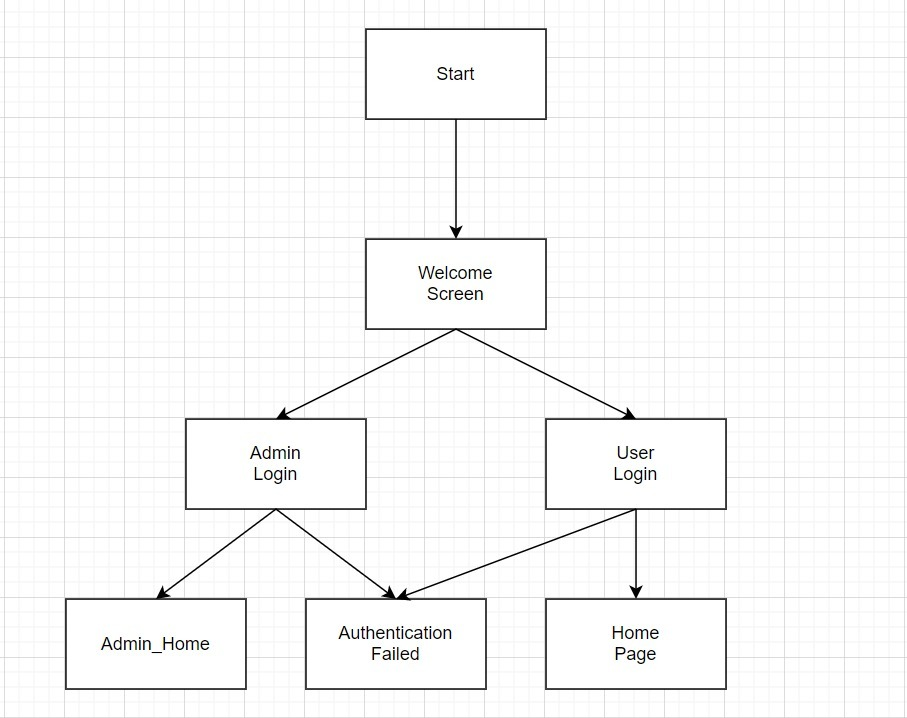 Start
Welcome
Screen
Admin
Login
User
Login
Admin_Home
Authentication
Failed
Home
Page